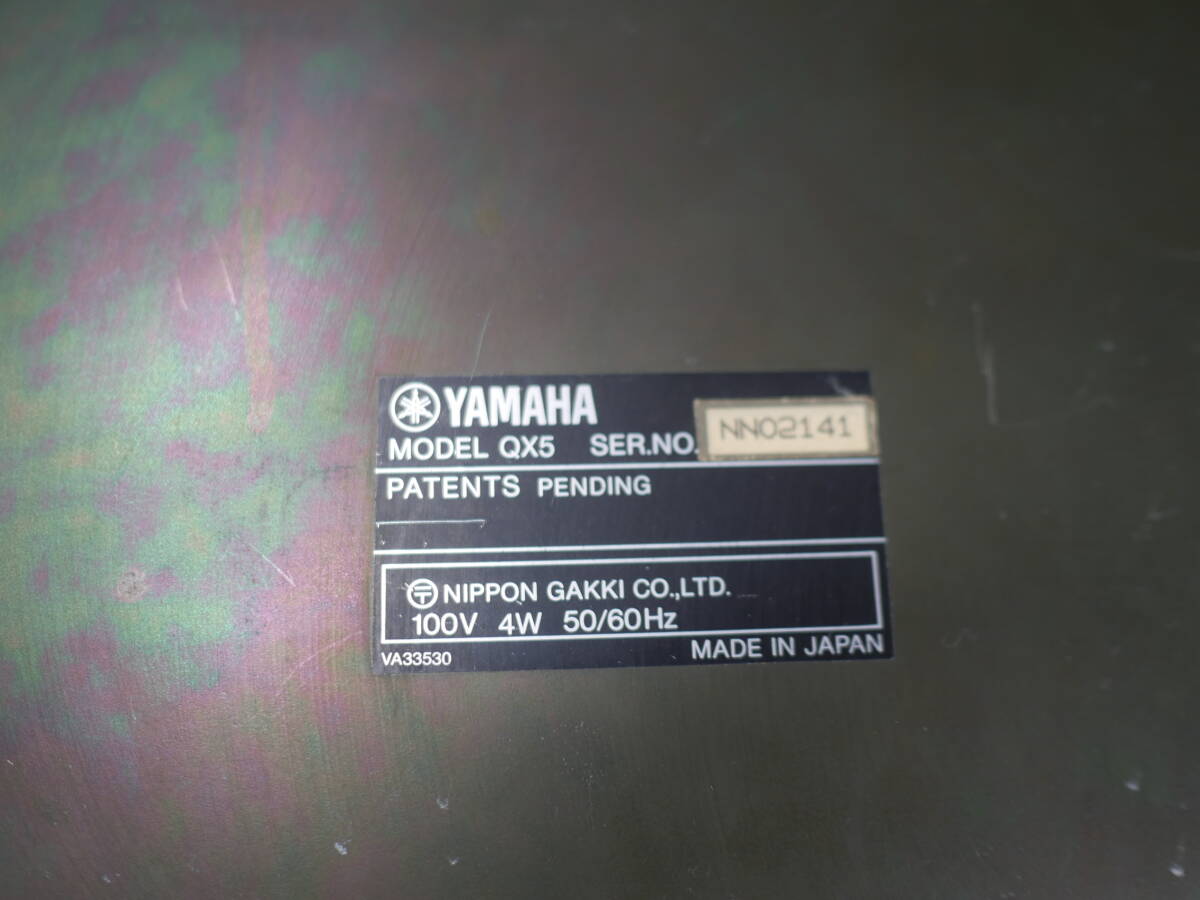 YAMAHA
MODEL QX5 SER.NO. NN02141
PATENTS PENDING
〒 NIPPON GAKKI CO.,LTD.
100V 4W 50/60Hz
VA33530 MADE IN JAPAN